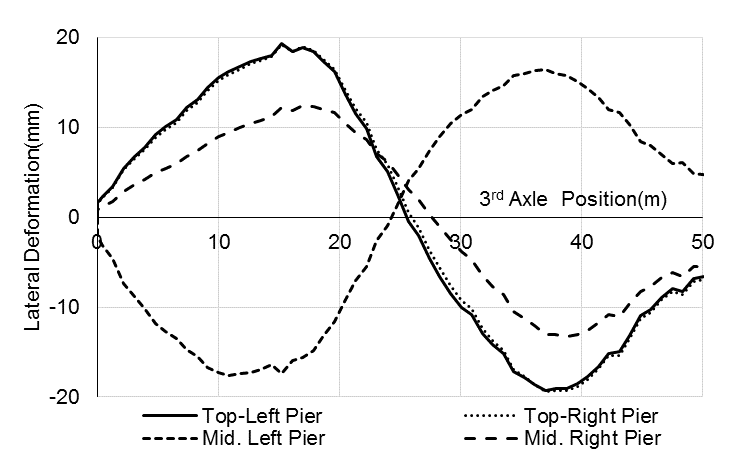 20
10
0
-10
-20
Lateral Deformation(mm)
3rd Axle Position(m)
0 10 20 30 40 50
Top-Left Pier Top-Right Pier
Mid. Left Pier Mid. Right Pier